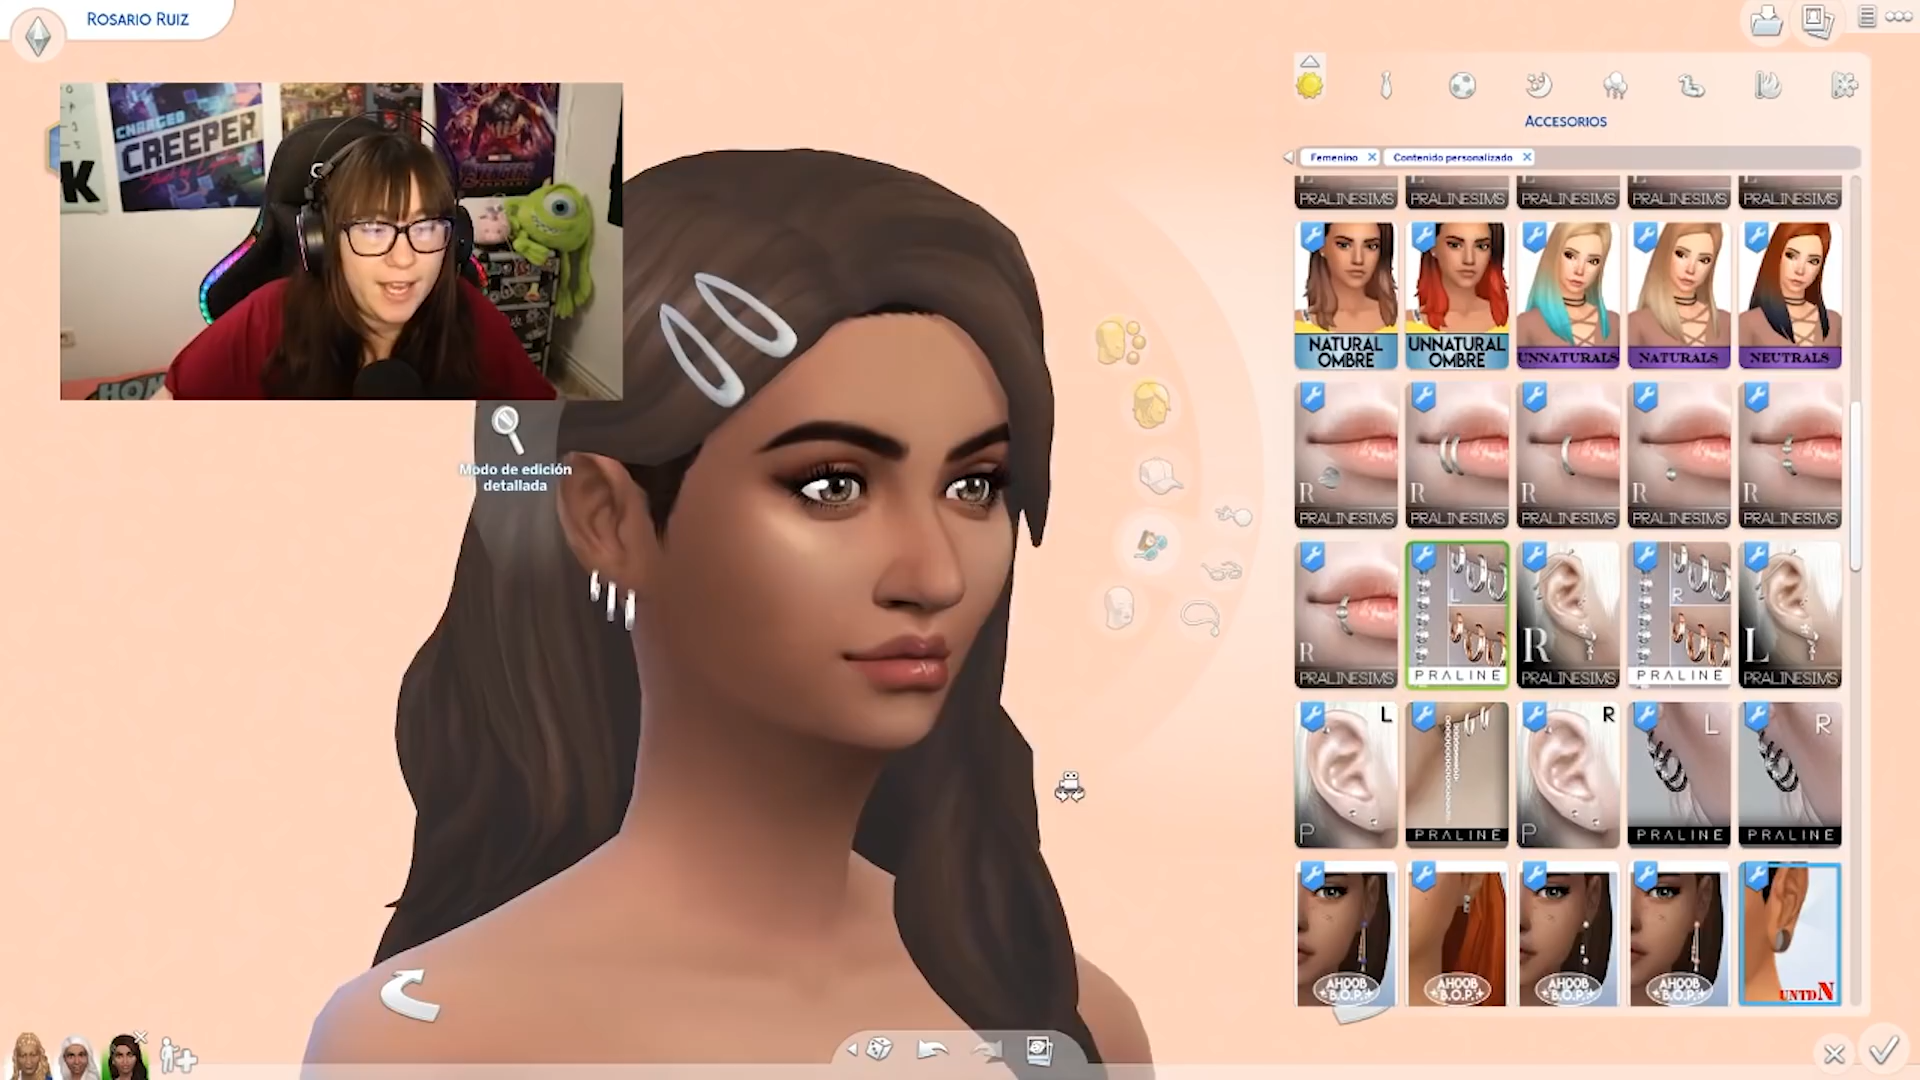 ROSARIO RUIZ
ACCESORIOS
Femenino
Contenido personalizado
CHARGED
CREEPER
K
AVENGERS
HOM
PRALINESIMS
PRALINESIMS
PRALINESIMS
PRALINESIMS
PRALINESIMS
NATURAL
OMBRE
UNNATURAL
OMBRE
UNNATURALS
NATURALS
NEUTRALS
Modo de edición
detallada
R
PRALINESIMS
R
PRALINESIMS
R
PRALINESIMS
R
PRALINESIMS
R
PRALINESIMS
R
PRALINESIMS
L
PRALINE
R
PRALINESIMS
R
PRALINE
L
PRALINESIMS
L
P
PRALINE
R
P
L
PRALINE
R
PRALINE
AHOOB
B.O.P.
AHOOB
B.O.P.
AHOOB
B.O.P.
AHOOB
B.O.P.
UNTDN